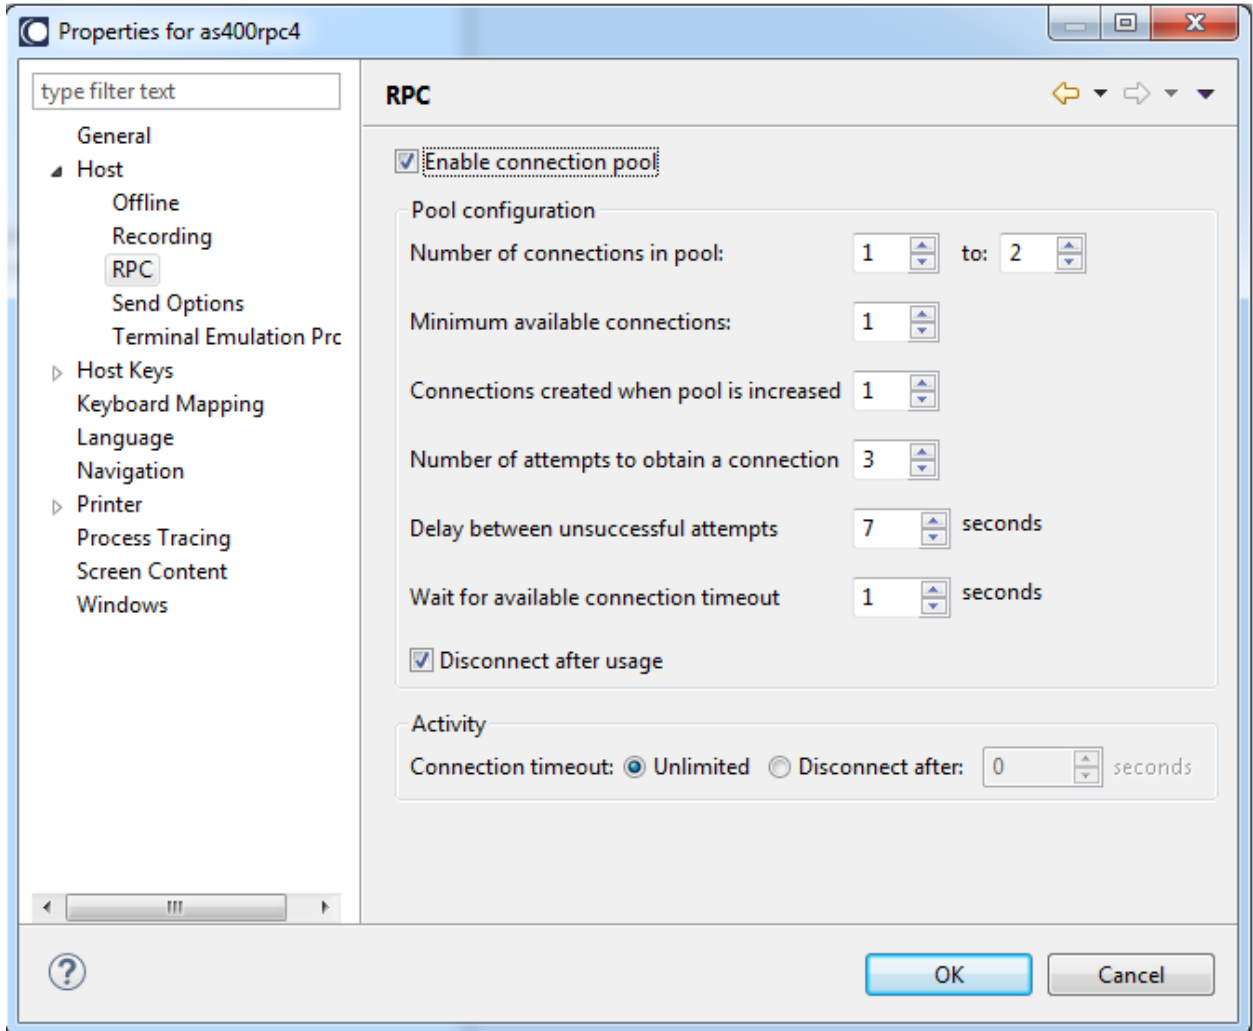 Properties for as400rpc4
type filter text
General
Host
Offline
Recording
RPC
Send Options
Terminal Emulation Prc
Host Keys
Keyboard Mapping
Language
Navigation
Printer
Process Tracing
Screen Content
Windows
RPC
Enable connection pool
Pool configuration
Number of connections in pool: 1 to: 2
Minimum available connections: 1
Connections created when pool is increased 1
Number of attempts to obtain a connection 3
Delay between unsuccessful attempts 7 seconds
Wait for available connection timeout 1 seconds
Disconnect after usage
Activity
Connection timeout: Unlimited Disconnect after: 0 seconds
OK Cancel